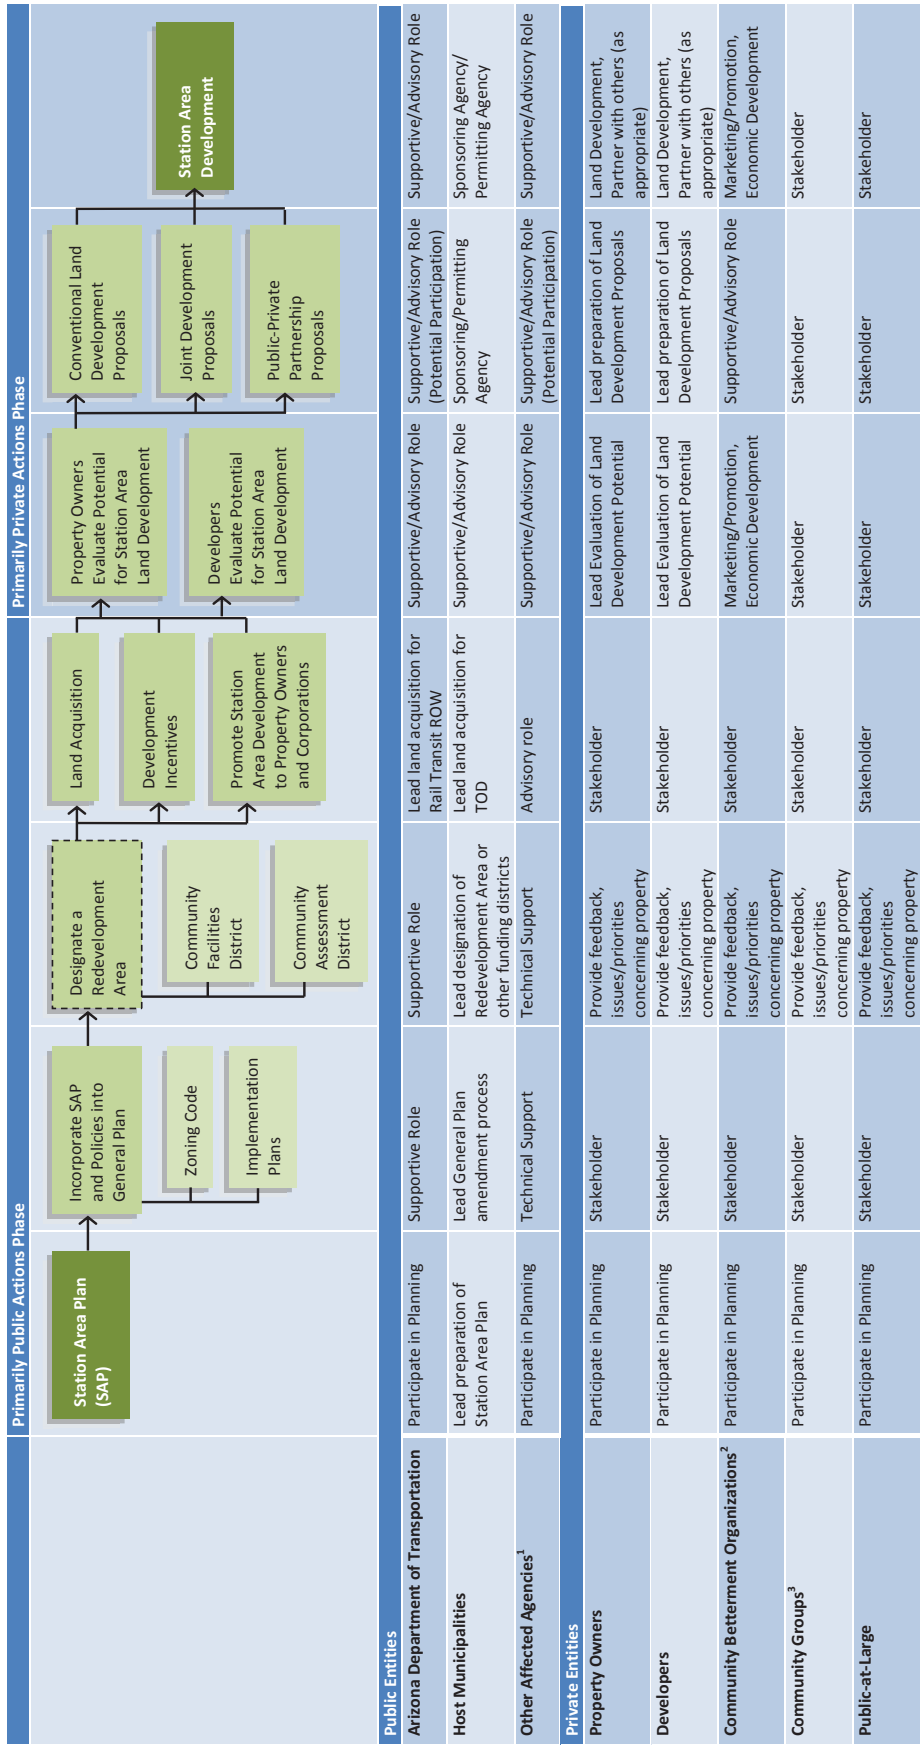 Primarily Public Actions Phase
Primarily Private Actions Phase
Station Area Plan
(SAP)
Incorporate SAP
and Policies into
General Plan
Zoning Code
Implementation
Plans
Designate a
Redevelopment
Area
Community
Facilities
District
Community
Assessment
District
Land Acquisition
Development
Incentives
Promote Station
Area Development
to Property Owners
and Corporations
Property Owners
Evaluate Potential
for Station Area
Land Development
Developers
Evaluate Potential
for Station Area
Land Development
Conventional Land
Development
Proposals
Joint Development
Proposals
Public-Private
Partnership
Proposals
Station Area
Development
Public Entities
Arizona Department of Transportation
Participate in Planning
Supportive Role
Supportive Role
Lead land acquisition for
Rail Transit ROW
Supportive/Advisory Role
Supportive/Advisory Role
(Potential Participation)
Supportive/Advisory Role
Host Municipalities
Lead preparation of
Station Area Plan
Lead General Plan
amendment process
Lead designation of
Redevelopment Area or
other funding districts
Lead land acquisition for
TOD
Supportive/Advisory Role
Sponsoring/Permitting
Agency
Sponsoring Agency/
Permitting Agency
Other Affected Agencies¹
Participate in Planning
Technical Support
Technical Support
Advisory role
Supportive/Advisory Role
Supportive/Advisory Role
(Potential Participation)
Supportive/Advisory Role
Private Entities
Property Owners
Participate in Planning
Stakeholder
Provide feedback,
issues/priorities
concerning property
Stakeholder
Lead Evaluation of Land
Development Potential
Lead preparation of Land
Development Proposals
Land Development,
Partner with others (as
appropriate)
Developers
Participate in Planning
Stakeholder
Provide feedback,
issues/priorities
concerning property
Stakeholder
Lead Evaluation of Land
Development Potential
Lead preparation of Land
Development Proposals
Land Development,
Partner with others (as
appropriate)
Community Betterment Organizations²
Participate in Planning
Stakeholder
Provide feedback,
issues/priorities
concerning property
Stakeholder
Marketing/Promotion,
Economic Development
Supportive/Advisory Role
Marketing/Promotion,
Economic Development
Community Groups³
Participate in Planning
Stakeholder
Provide feedback,
issues/priorities
concerning property
Stakeholder
Stakeholder
Stakeholder
Stakeholder
Public-at-Large
Participate in Planning
Stakeholder
Provide feedback,
issues/priorities
concerning property
Stakeholder
Stakeholder
Stakeholder
Stakeholder